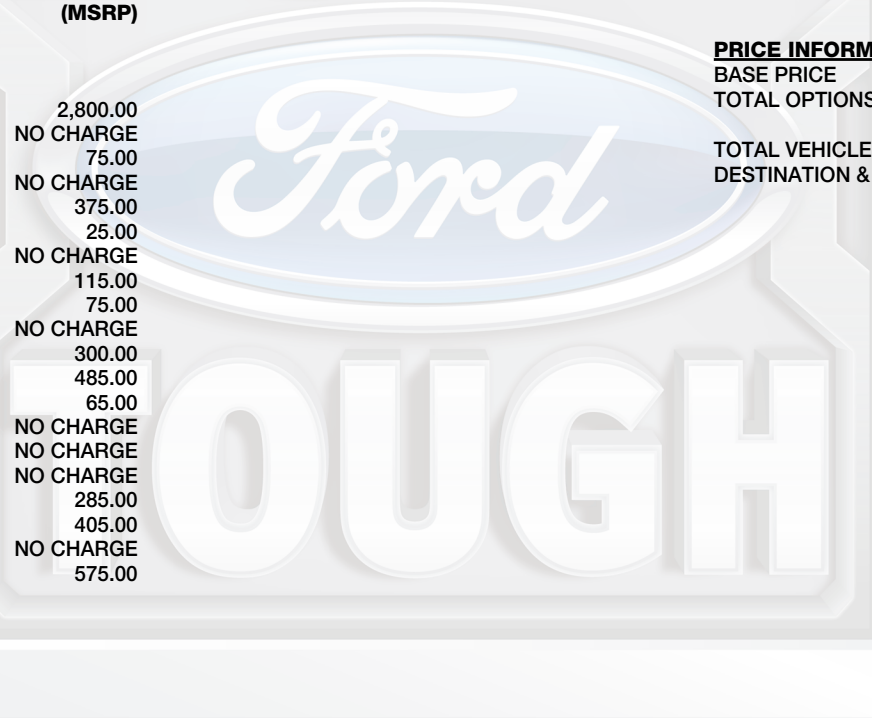 (MSRP)
2,800.00
NO CHARGE
75.00
NO CHARGE
375.00
25.00
NO CHARGE
115.00
75.00
NO CHARGE
300.00
485.00
65.00
NO CHARGE
NO CHARGE
NO CHARGE
285.00
405.00
NO CHARGE
575.00
PRICE INFORM
BASE PRICE
TOTAL OPTIONS
TOTAL VEHICLE
DESTINATION &
Ford
TOUGH